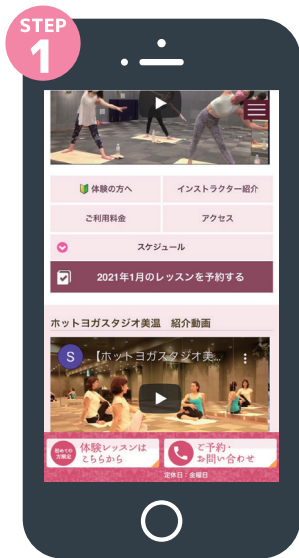 STEP
1
体験の方へ
インストラクター紹介
ご利用料金
アクセス
スケジュール
2021年1月のレッスンを予約する
ホットヨガスタジオ美温 紹介動画
S
【ホットヨガスタジオ美...
初めての
方限定
体験レッスンは
こちらから
ご予約・
お問い合わせ
定休日：金曜日